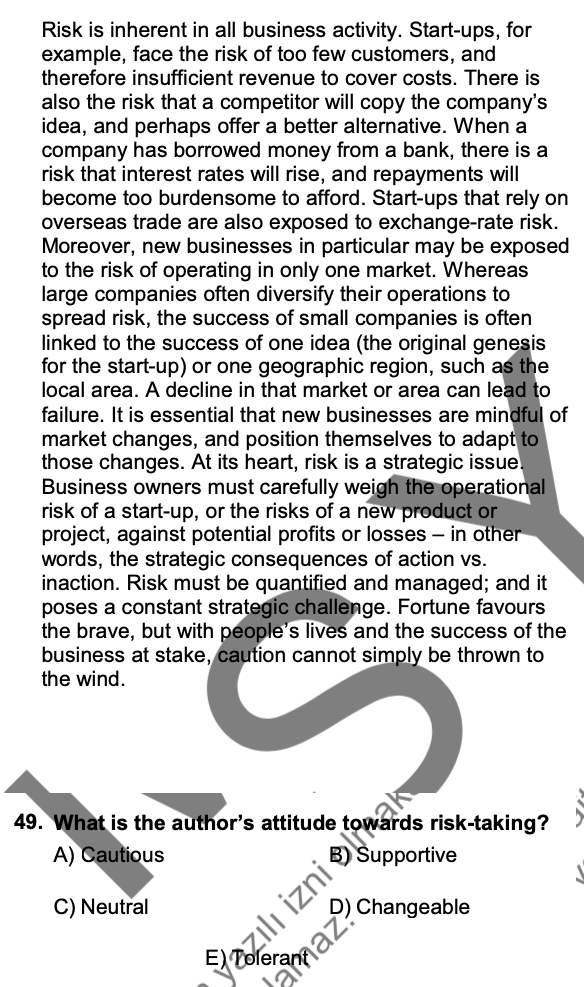 Risk is inherent in all business activity. Start-ups, for
example, face the risk of too few customers, and
therefore insufficient revenue to cover costs. There is
also the risk that a competitor will copy the company's
idea, and perhaps offer a better alternative. When a
company has borrowed money from a bank, there is a
risk that interest rates will rise, and repayments will
become too burdensome to afford. Start-ups that rely on
overseas trade are also exposed to exchange-rate risk.
Moreover, new businesses in particular may be exposed
to the risk of operating in only one market. Whereas
large companies often diversify their operations to
spread risk, the success of small companies is often
linked to the success of one idea (the original genesis
for the start-up) or one geographic region, such as the
local area. A decline in that market or area can lead to
failure. It is essential that new businesses are mindful of
market changes, and position themselves to adapt to
those changes. At its heart, risk is a strategic issue.
Business owners must carefully weigh the operational
risk of a start-up, or the risks of a new product or
project, against potential profits or losses – in other
words, the strategic consequences of action vs.
inaction. Risk must be quantified and managed; and it
poses a constant strategic challenge. Fortune favours
the brave, but with people's lives and the success of the
business at stake, caution cannot simply be thrown to
the wind.
49. What is the author's attitude towards risk-taking?
A) Cautious B) Supportive
C) Neutral D) Changeable
E) Tolerant
yazılı izni olmak